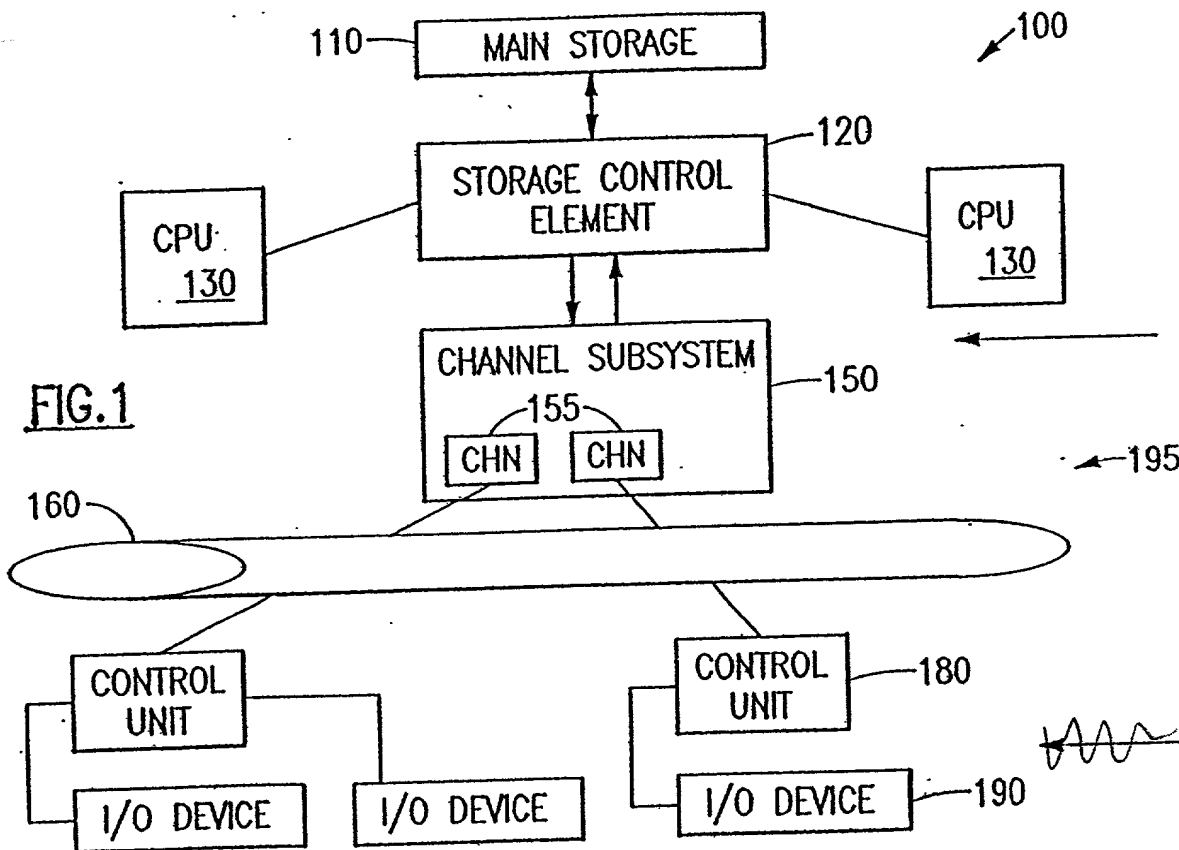 110
MAIN STORAGE
100
120
STORAGE CONTROL
ELEMENT
CPU
130
CPU
130
CHANNEL SUBSYSTEM
150
FIG.1
155
CHN
CHN
195
160
CONTROL
UNIT
CONTROL
UNIT
180
I/O DEVICE
I/O DEVICE
I/O DEVICE
190